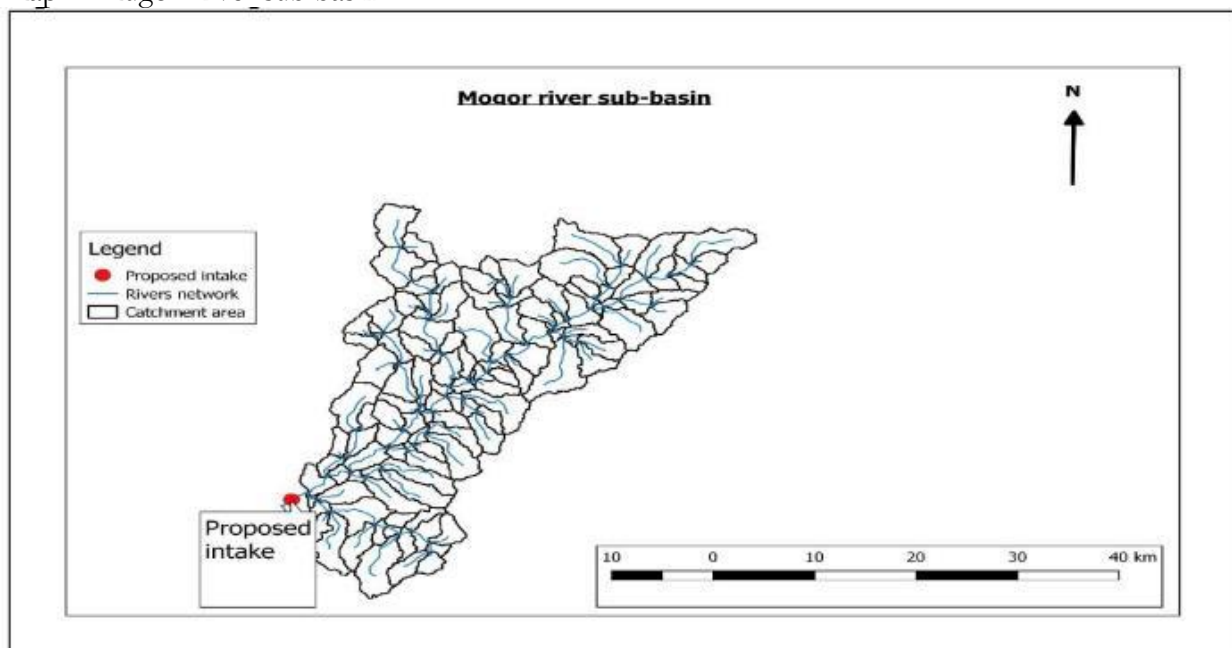 Mogor river sub-basin
N
Legend
Proposed intake
Rivers network
Catchment area
Proposed
intake
10 0 10 20 30 40 km